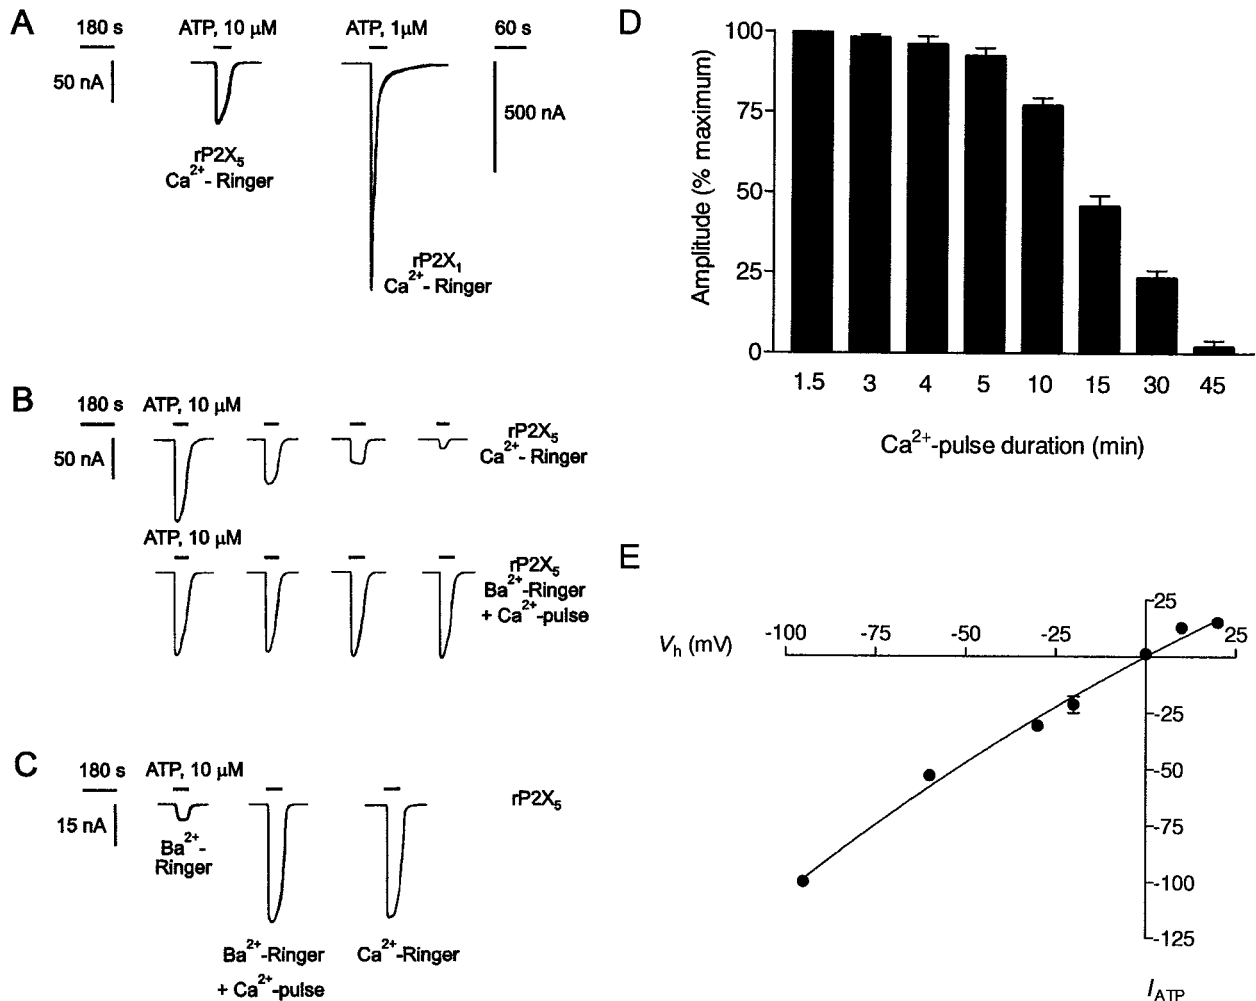 A
180 s
ATP, 10 μM
ATP, 1μM
60 s
50 nA
500 nA
rP2X₅
Ca²⁺- Ringer
rP2X₁
Ca²⁺- Ringer
B
180 s
ATP, 10 μM
50 nA
rP2X₅
Ca²⁺- Ringer
ATP, 10 μM
rP2X₅
Ba²⁺-Ringer
+ Ca²⁺-pulse
C
180 s
ATP, 10 μM
15 nA
rP2X₅
Ba²⁺-
Ringer
Ba²⁺-Ringer
+ Ca²⁺-pulse
Ca²⁺-Ringer
D
Amplitude (% maximum)
100
75
50
25
0
1.5 3 4 5 10 15 30 45
Ca²⁺-pulse duration (min)
E
Vₕ (mV)
-100 -75 -50 -25 25
25
-25
-50
-75
-100
-125
I_ATP